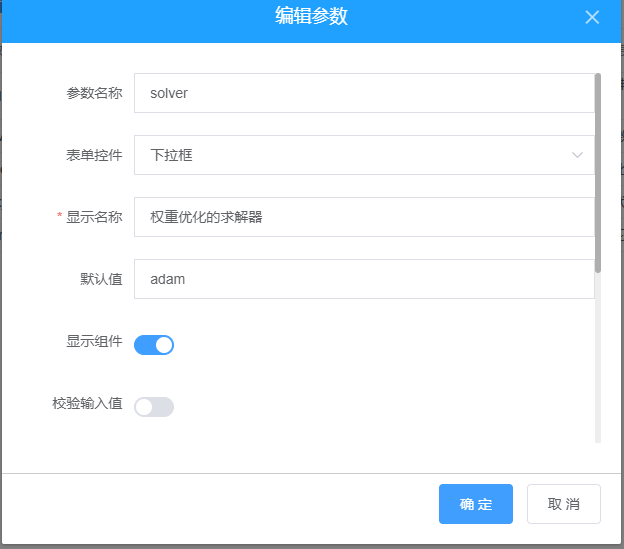 编辑参数
参数名称 solver
表单控件 下拉框
* 显示名称 权重优化的求解器
默认值 adam
显示组件
校验输入值
确 定 取 消